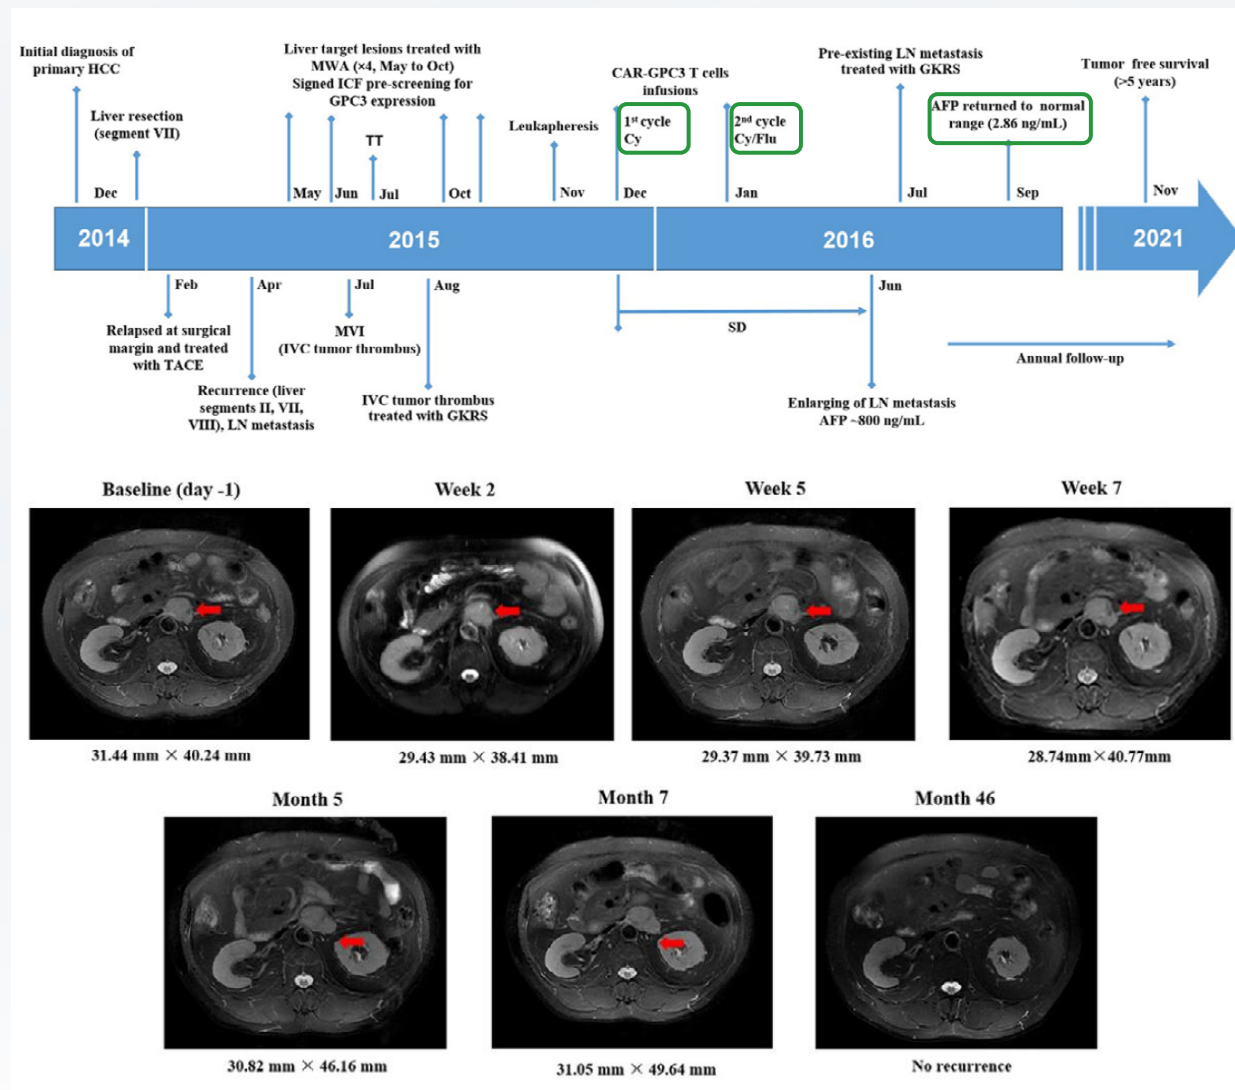 Initial diagnosis of
primary HCC
Liver resection
(segment VII)
Liver target lesions treated with
MWA (×4, May to Oct)
Signed ICF pre-screening for
GPC3 expression
TT
Leukapheresis
CAR-GPC3 T cells
infusions
1st cycle
Cy
2nd cycle
Cy/Flu
Pre-existing LN metastasis
treated with GKRS
AFP returned to normal
range (2.86 ng/mL)
Tumor free survival
(>5 years)
Dec
May
Jun
Jul
Oct
Nov
Dec
Jan
Jul
Sep
Nov
2014
2015
2016
2021
Feb
Apr
Jul
Aug
Jun
Relapsed at surgical
margin and treated
with TACE
Recurrence (liver
segments II, VII,
VIII), LN metastasis
MVI
(IVC tumor thrombus)
IVC tumor thrombus
treated with GKRS
SD
Enlarging of LN metastasis
AFP ~800 ng/mL
Annual follow-up
Baseline (day -1)
Week 2
Week 5
Week 7
31.44 mm × 40.24 mm
29.43 mm × 38.41 mm
29.37 mm × 39.73 mm
28.74mm×40.77mm
Month 5
Month 7
Month 46
30.82 mm × 46.16 mm
31.05 mm × 49.64 mm
No recurrence